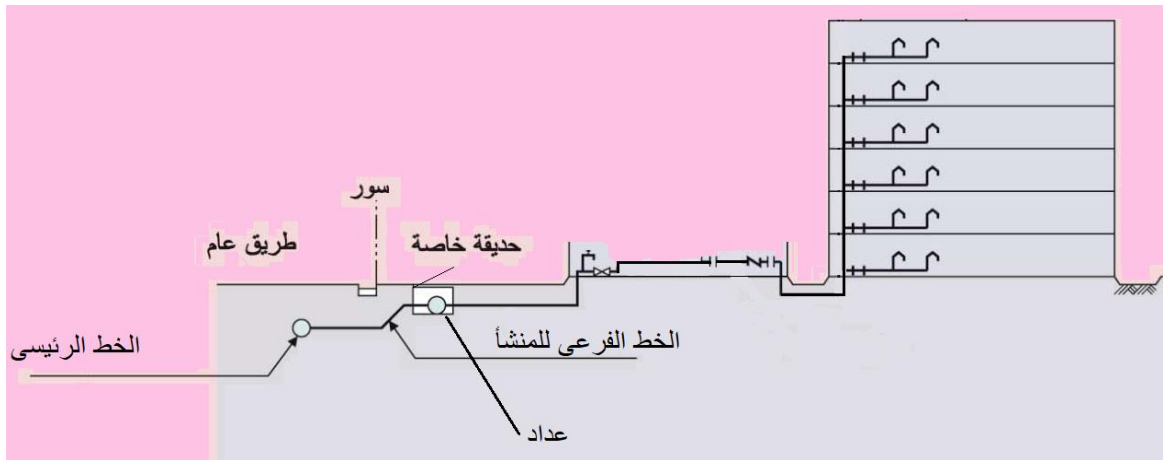 سور
طريق عام
حديقة خاصة
الخط الرئيسى
الخط الفرعى للمنشأ
عداد